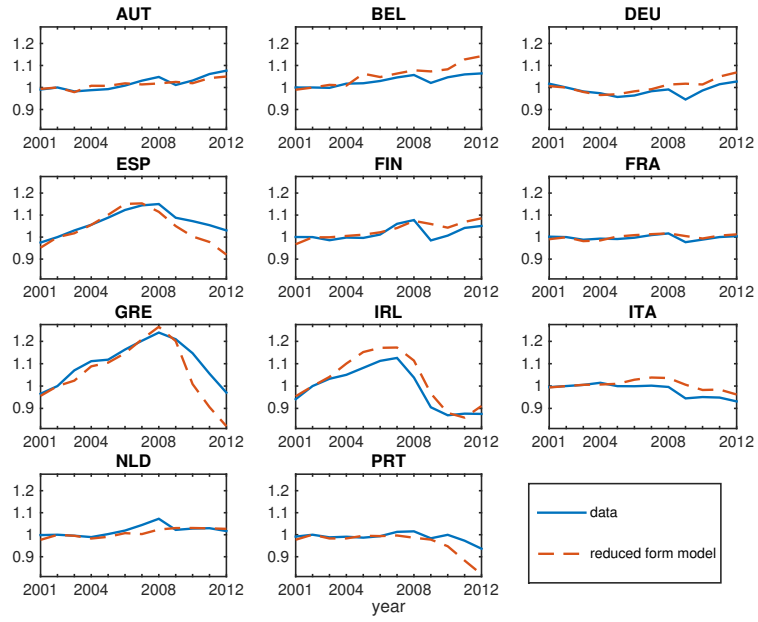 AUT BEL DEU
1.2 1.2 1.2
1.1 1.1 1.1
1 1 1
0.9 0.9 0.9
2001 2004 2008 2012 2001 2004 2008 2012 2001 2004 2008 2012
ESP FIN FRA
1.2 1.2 1.2
1.1 1.1 1.1
1 1 1
0.9 0.9 0.9
2001 2004 2008 2012 2001 2004 2008 2012 2001 2004 2008 2012
GRE IRL ITA
1.2 1.2 1.2
1.1 1.1 1.1
1 1 1
0.9 0.9 0.9
2001 2004 2008 2012 2001 2004 2008 2012 2001 2004 2008 2012
NLD PRT
1.2 1.2
1.1 1.1
1 1
0.9 0.9
2001 2004 2008 2012 2001 2004 2008 2012
year
data
reduced form model